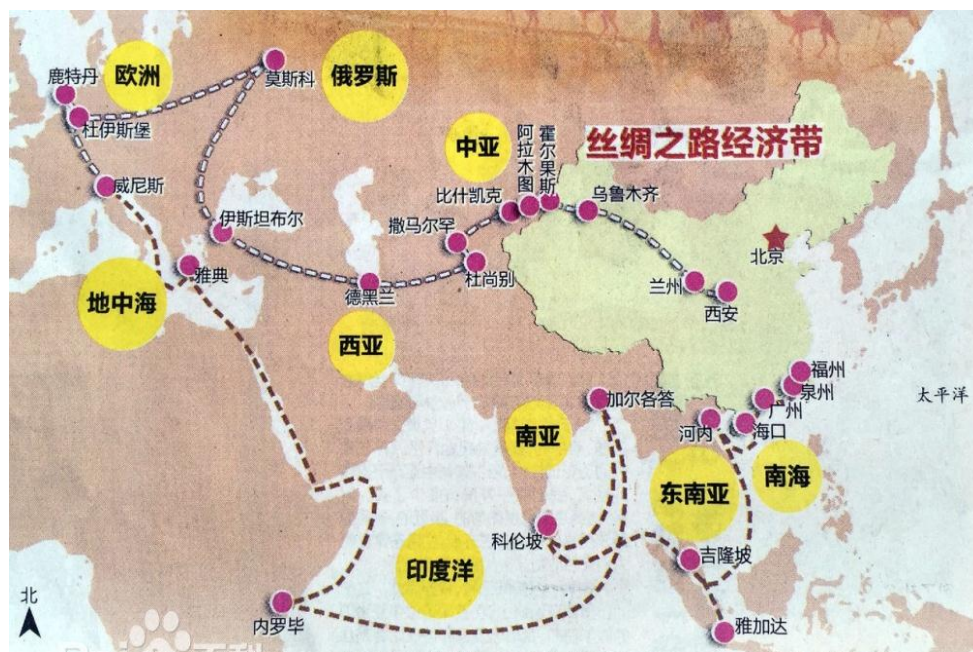 鹿特丹
欧洲
莫斯科
俄罗斯
杜伊斯堡
中亚
阿拉木图
霍尔果斯
丝绸之路经济带
威尼斯
比什凯克
乌鲁木齐
伊斯坦布尔
撒马尔罕
北京
雅典
杜尚别
地中海
德黑兰
兰州
西安
西亚
福州
泉州
太平洋
加尔各答
广州
南亚
河内
海口
东南亚
南海
科伦坡
吉隆坡
印度洋
北
内罗毕
雅加达
百科